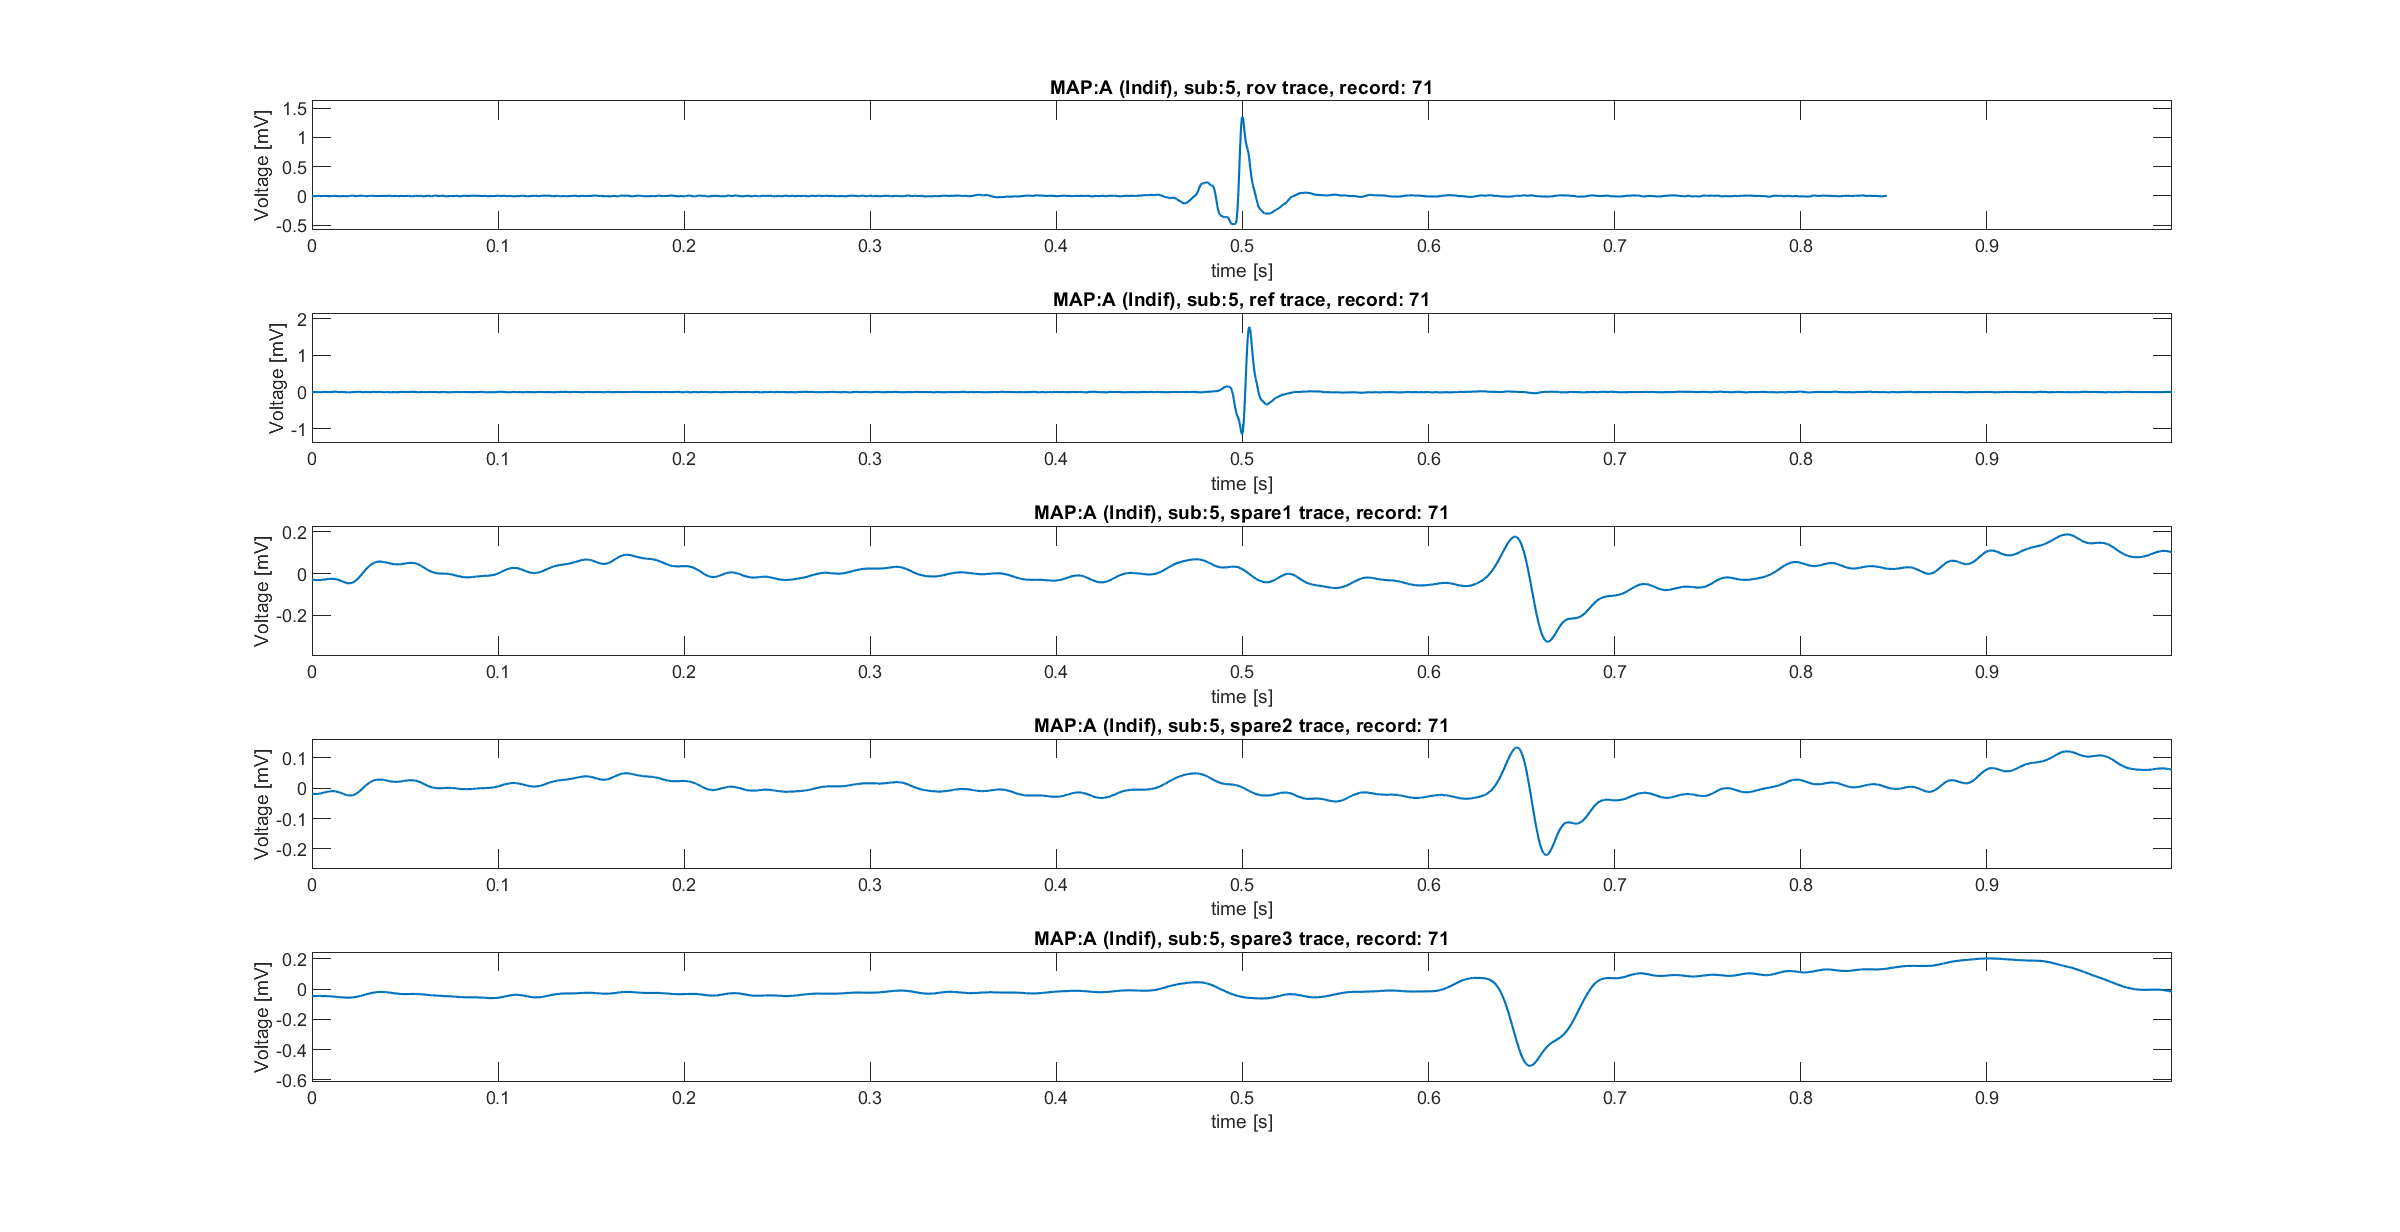 MAP:A (Indif), sub:5, rov trace, record: 71
Voltage [mV]
1.5
1
0.5
0
-0.5
0 0.1 0.2 0.3 0.4 0.5 0.6 0.7 0.8 0.9
time [s]
MAP:A (Indif), sub:5, ref trace, record: 71
Voltage [mV]
2
1
0
-1
0 0.1 0.2 0.3 0.4 0.5 0.6 0.7 0.8 0.9
time [s]
MAP:A (Indif), sub:5, spare1 trace, record: 71
Voltage [mV]
0.2
0
-0.2
0 0.1 0.2 0.3 0.4 0.5 0.6 0.7 0.8 0.9
time [s]
MAP:A (Indif), sub:5, spare2 trace, record: 71
Voltage [mV]
0.1
0
-0.1
-0.2
0 0.1 0.2 0.3 0.4 0.5 0.6 0.7 0.8 0.9
time [s]
MAP:A (Indif), sub:5, spare3 trace, record: 71
Voltage [mV]
0.2
0
-0.2
-0.4
-0.6
0 0.1 0.2 0.3 0.4 0.5 0.6 0.7 0.8 0.9
time [s]